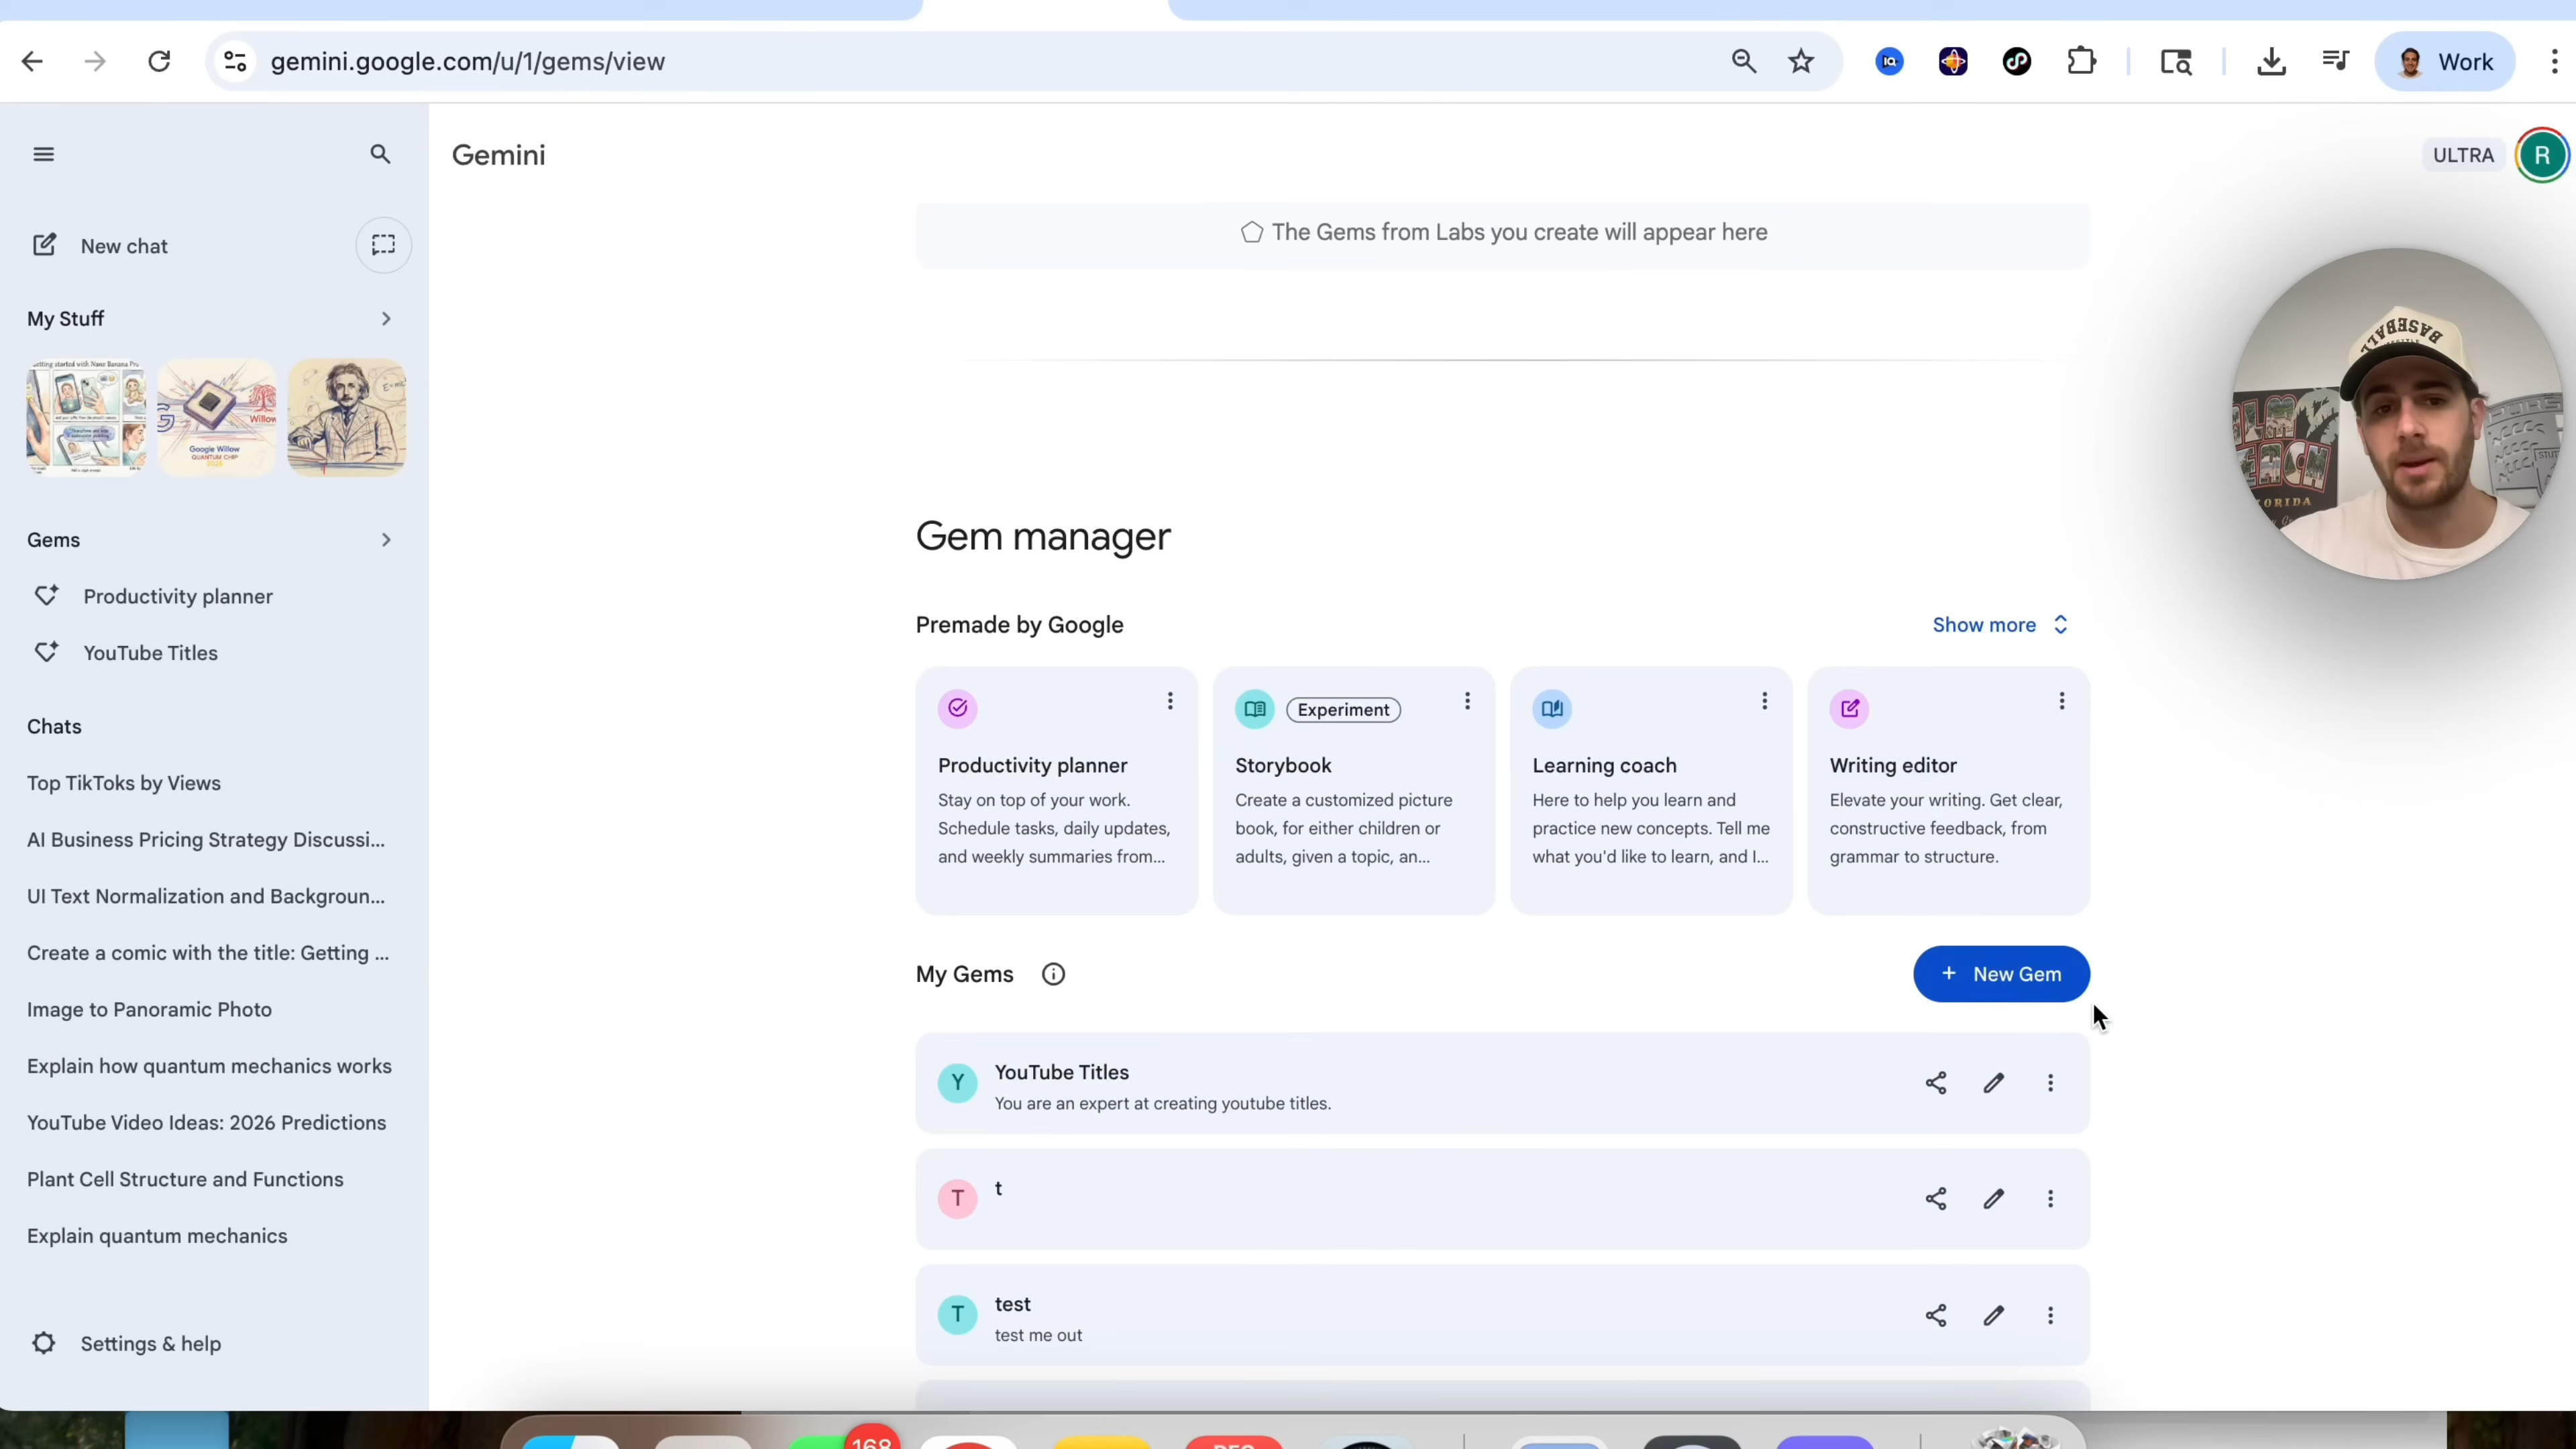 gemini.google.com/u/1/gems/view
Work
Gemini
ULTRA
R
New chat
My Stuff
Google Willow
QUANTUM CHIP
Willow
Gems
Productivity planner
YouTube Titles
Chats
Top TikToks by Views
AI Business Pricing Strategy Discussi...
UI Text Normalization and Backgroun...
Create a comic with the title: Getting ...
Image to Panoramic Photo
Explain how quantum mechanics works
YouTube Video Ideas: 2026 Predictions
Plant Cell Structure and Functions
Explain quantum mechanics
Settings & help
The Gems from Labs you create will appear here
BASEBALL
Gem manager
Premade by Google
Show more
Productivity planner
Stay on top of your work.
Schedule tasks, daily updates,
and weekly summaries from...
Experiment
Storybook
Create a customized picture
book, for either children or
adults, given a topic, an...
Learning coach
Here to help you learn and
practice new concepts. Tell me
what you'd like to learn, and I...
Writing editor
Elevate your writing. Get clear,
constructive feedback, from
grammar to structure.
My Gems
+ New Gem
Y
YouTube Titles
You are an expert at creating youtube titles.
T
t
T
test
test me out
168